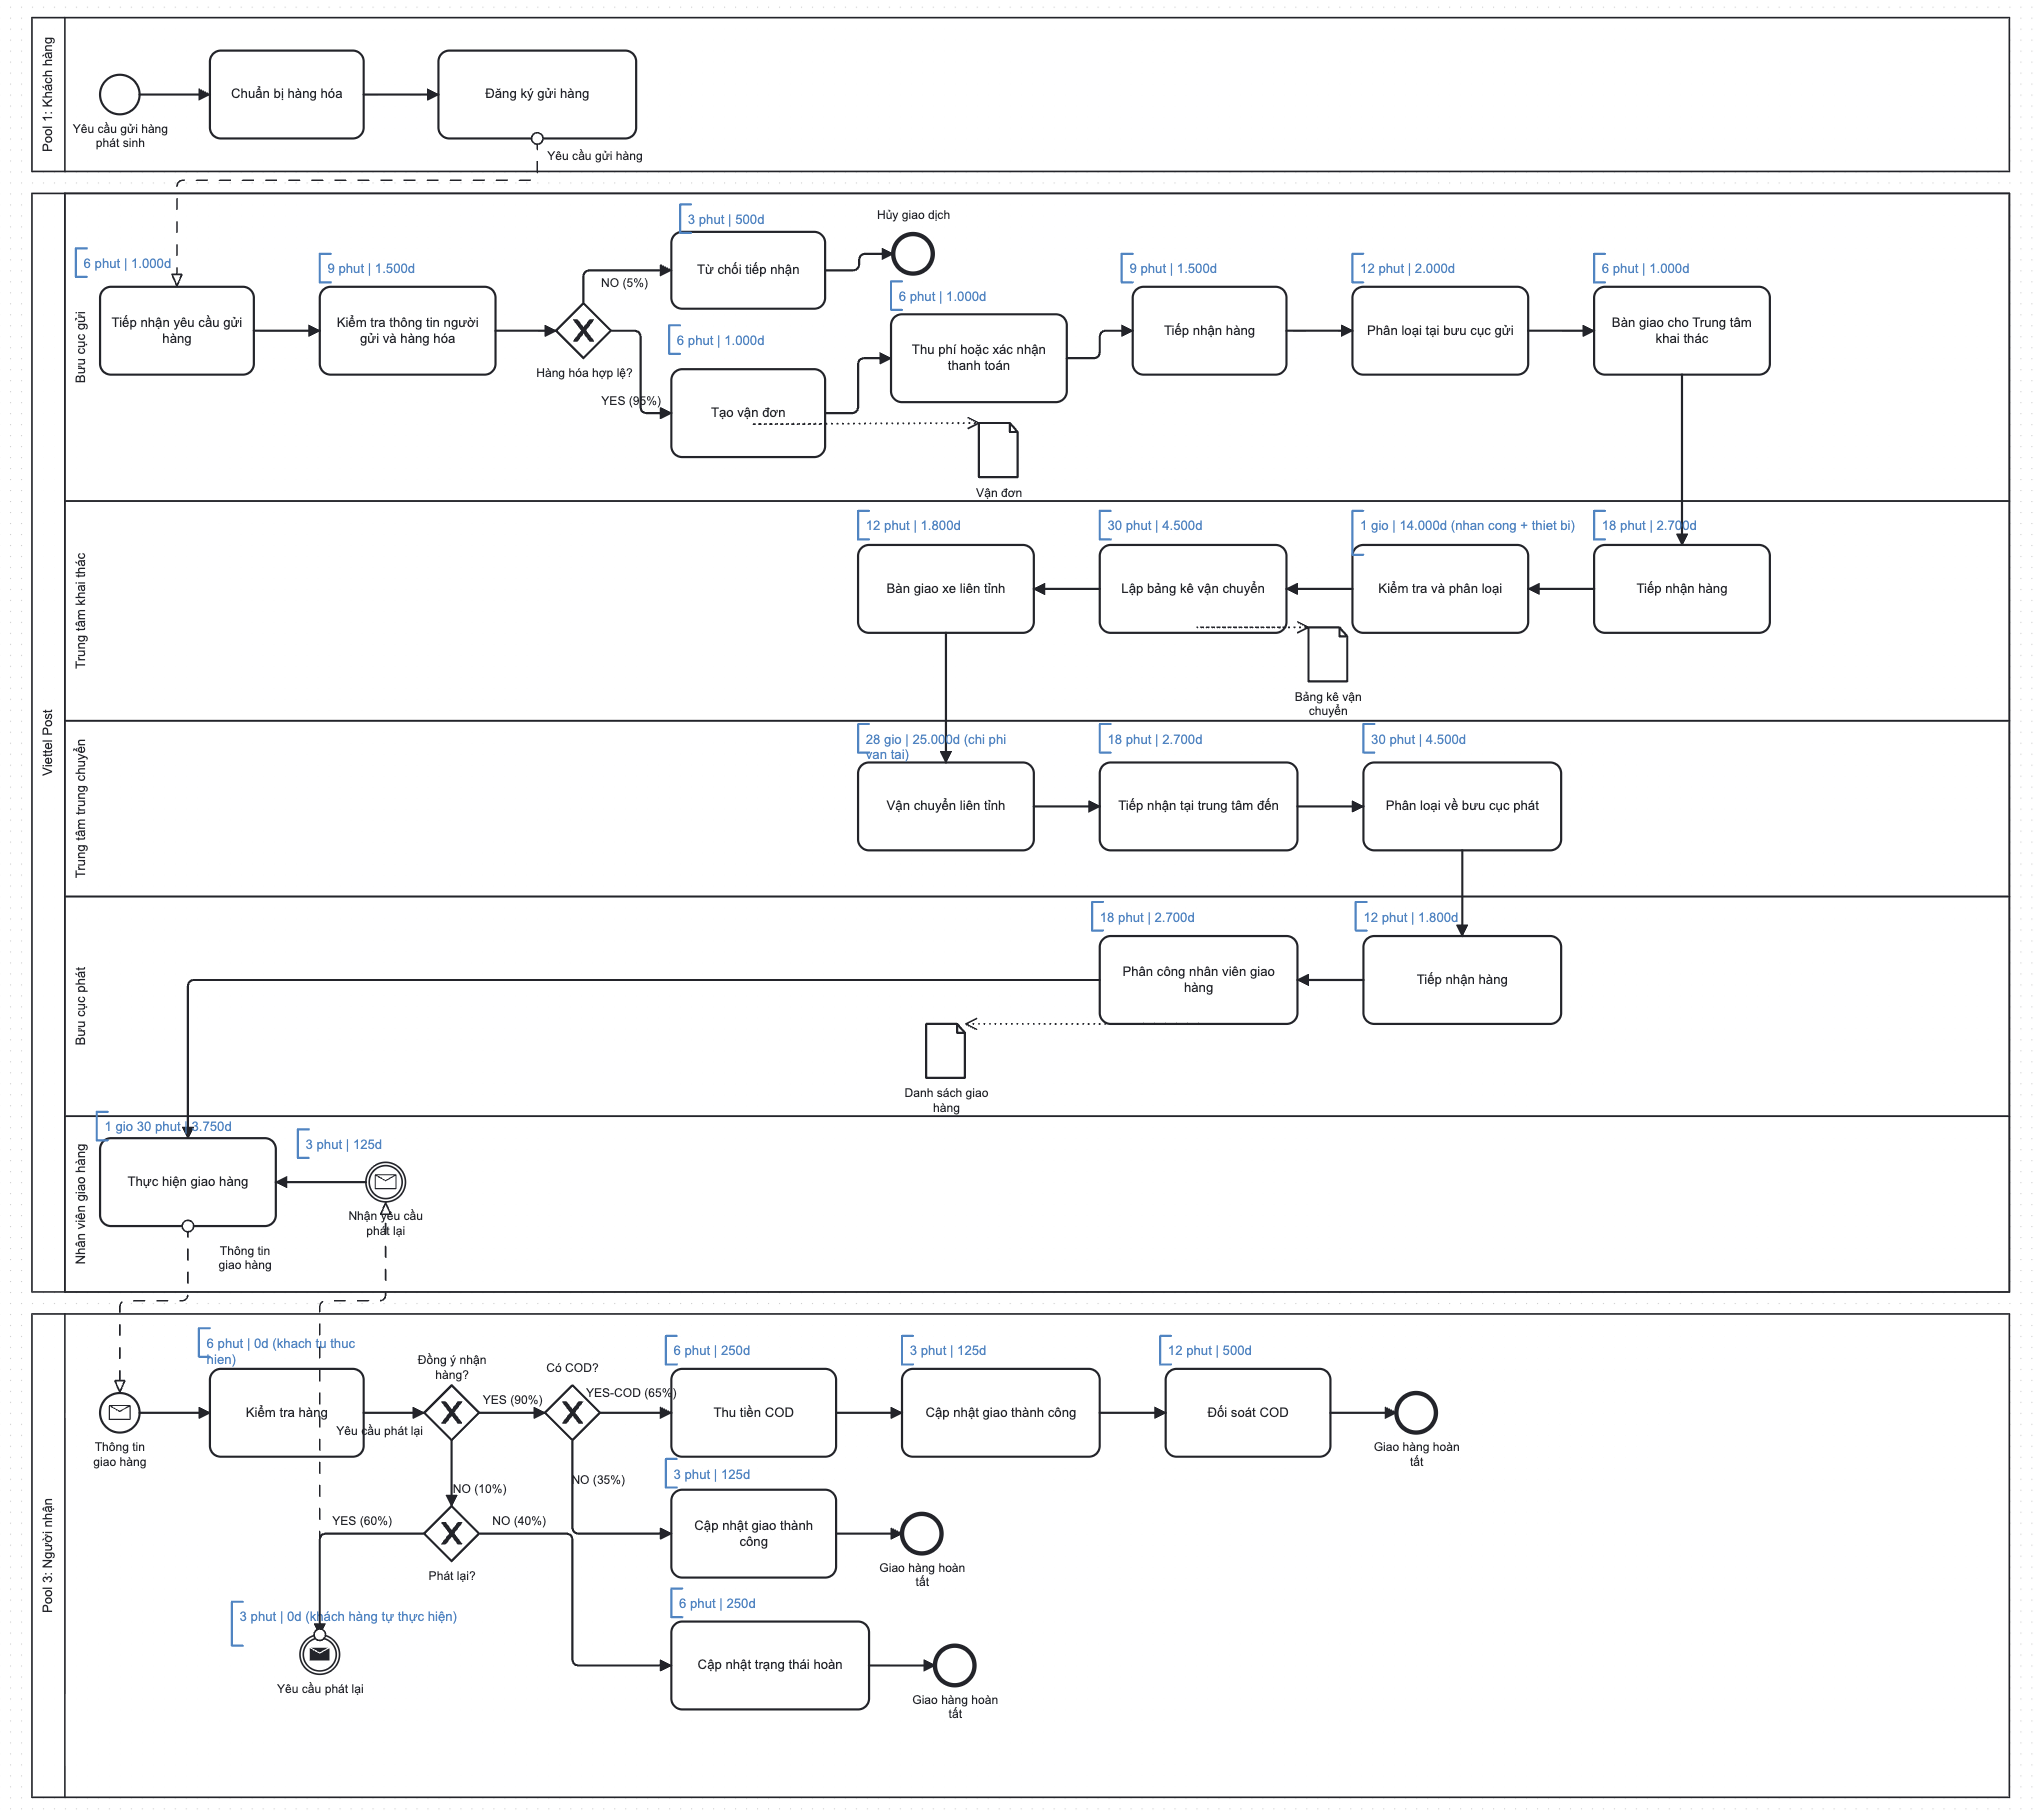 Pool 1: Khách hàng
Yêu cầu gửi hàng
phát sinh
Chuẩn bị hàng hóa
Đăng ký gửi hàng
Yêu cầu gửi hàng
Viettel Post
Bưu cục gửi
6 phut | 1.000d
Tiếp nhận yêu cầu gửi
hàng
9 phut | 1.500d
Kiểm tra thông tin người
gửi và hàng hóa
Hàng hóa hợp lệ?
NO (5%)
YES (95%)
3 phut | 500d
Từ chối tiếp nhận
Hủy giao dịch
6 phut | 1.000d
Tạo vận đơn
Vận đơn
6 phut | 1.000d
Thu phí hoặc xác nhận
thanh toán
9 phut | 1.500d
Tiếp nhận hàng
12 phut | 2.000d
Phân loại tại bưu cục gửi
6 phut | 1.000d
Bàn giao cho Trung tâm
khai thác
Trung tâm khai thác
12 phut | 1.800d
Bàn giao xe liên tỉnh
30 phut | 4.500d
Lập bảng kê vận chuyển
Bảng kê vận
chuyển
1 gio | 14.000d (nhan cong + thiet bi)
Kiểm tra và phân loại
18 phut | 2.700d
Tiếp nhận hàng
Trung tâm trung chuyển
28 gio | 25.000d (chi phi
van tai)
Vận chuyển liên tỉnh
18 phut | 2.700d
Tiếp nhận tại trung tâm đến
30 phut | 4.500d
Phân loại về bưu cục phát
Bưu cục phát
18 phut | 2.700d
Phân công nhân viên giao
hàng
Danh sách giao
hàng
12 phut | 1.800d
Tiếp nhận hàng
Nhân viên giao hàng
1 gio 30 phut | 3.750d
Thực hiện giao hàng
Thông tin
giao hàng
3 phut | 125d
Nhận yêu cầu
phát lại
Pool 3: Người nhận
Thông tin
giao hàng
6 phut | 0d (khach tu thuc
hien)
Kiểm tra hàng
Yêu cầu phát lại
Đồng ý nhận
hàng?
YES (90%)
NO (10%)
Có COD?
YES-COD (65%)
NO (35%)
6 phut | 250d
Thu tiền COD
3 phut | 125d
Cập nhật giao thành công
12 phut | 500d
Đối soát COD
Giao hàng hoàn
tất
3 phut | 125d
Cập nhật giao thành
công
Giao hàng hoàn
tất
YES (60%)
NO (40%)
Phát lại?
3 phut | 0d (khách hàng tự thực hiện)
Yêu cầu phát lại
6 phut | 250d
Cập nhật trạng thái hoàn
Giao hàng hoàn
tất